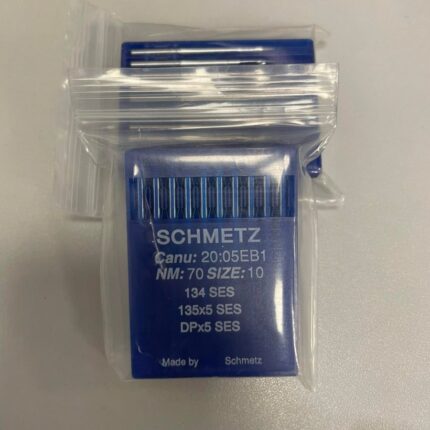 SCHMETZ
Canu: 20:05EB1
NM: 70 SIZE: 10
134 SES
135x5 SES
DPx5 SES
Made by Schmetz